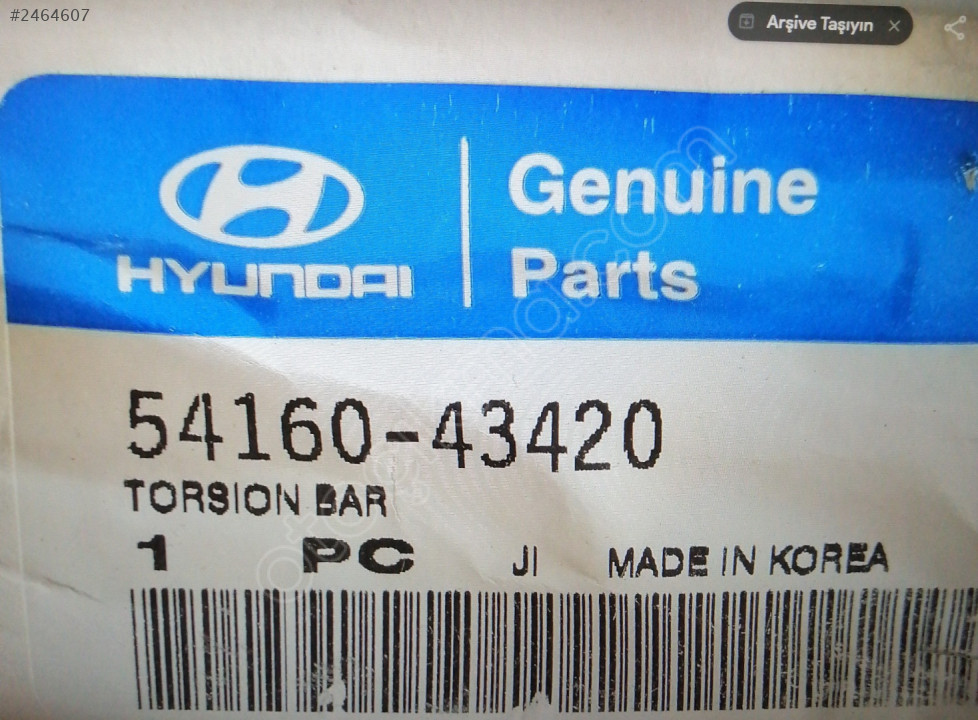 #2464607
Arşive Taşıyın
Genuine
Parts
HYUNDAI
54160-43420
TORSION BAR
1 PC JI MADE IN KOREA